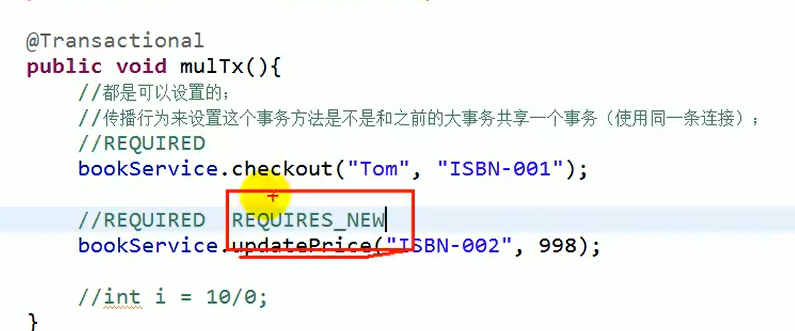 @Transactional
public void mulTx(){
//都是可以设置的;
//传播行为来设置这个事务方法是不是和之前的大事务共享一个事务（使用同一条连接）;
//REQUIRED
bookService.checkout("Tom", "ISBN-001");
//REQUIRED REQUIRES_NEW
bookService.updatePrice("ISBN-002", 998);
//int i = 10/0;
}